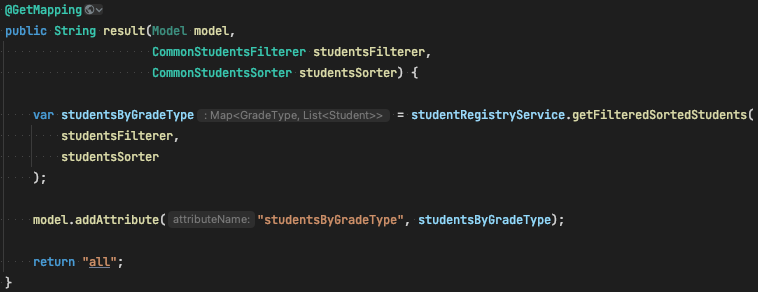 @GetMapping
public String result(Model model,
CommonStudentsFilterer studentsFilterer,
CommonStudentsSorter studentsSorter) {
var studentsByGradeType : Map<GradeType, List<Student>> = studentRegistryService.getFilteredSortedStudents(
studentsFilterer,
studentsSorter
);
model.addAttribute( attributeName: "studentsByGradeType", studentsByGradeType);
return "all";
}